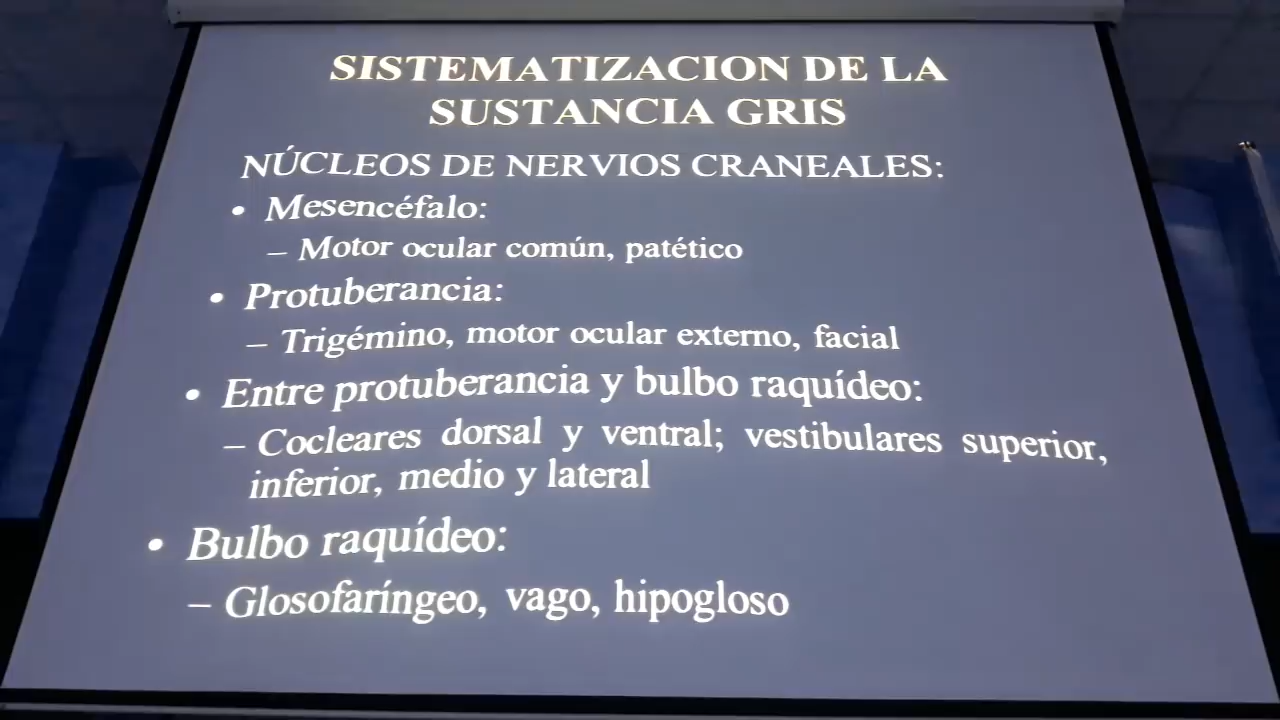 SISTEMATIZACION DE LA
SUSTANCIA GRIS
NÚCLEOS DE NERVIOS CRANEALES:
• Mesencéfalo:
– Motor ocular común, patético
• Protuberancia:
– Trigémino, motor ocular externo, facial
• Entre protuberancia y bulbo raquídeo:
– Cocleares dorsal y ventral; vestibulares superior,
inferior, medio y lateral
• Bulbo raquídeo:
– Glosofaríngeo, vago, hipogloso